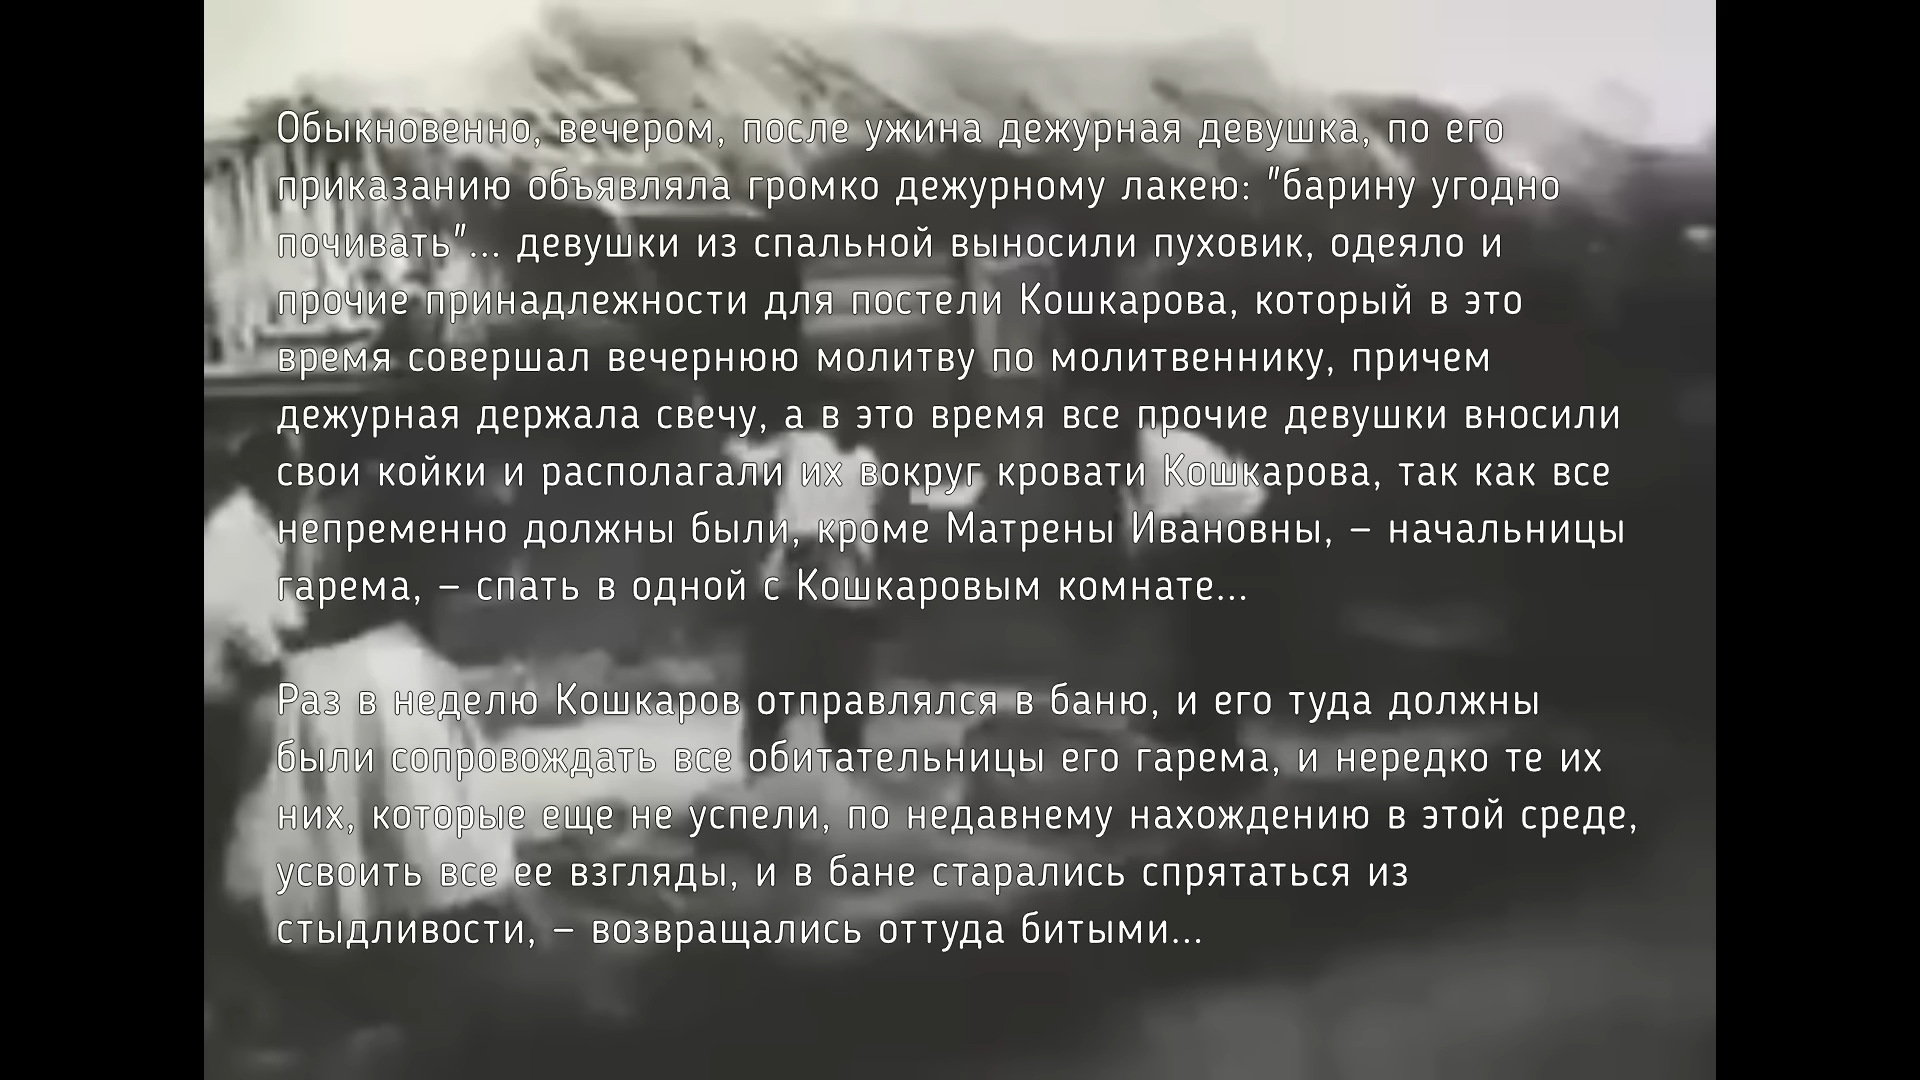 Обыкновенно, вечером, после ужина дежурная девушка, по его
приказанию объявляла громко дежурному лакею: "барину угодно
почивать"... девушки из спальной выносили пуховик, одеяло и
прочие принадлежности для постели Кошкарова, который в это
время совершал вечернюю молитву по молитвеннику, причем
дежурная держала свечу, а в это время все прочие девушки вносили
свои койки и располагали их вокруг кровати Кошкарова, так как все
непременно должны были, кроме Матрены Ивановны, – начальницы
гарема, – спать в одной с Кошкаровым комнате...
Раз в неделю Кошкаров отправлялся в баню, и его туда должны
были сопровождать все обитательницы его гарема, и нередко те их
них, которые еще не успели, по недавнему нахождению в этой среде,
усвоить все ее взгляды, и в бане старались спрятаться из
стыдливости, – возвращались оттуда битыми...